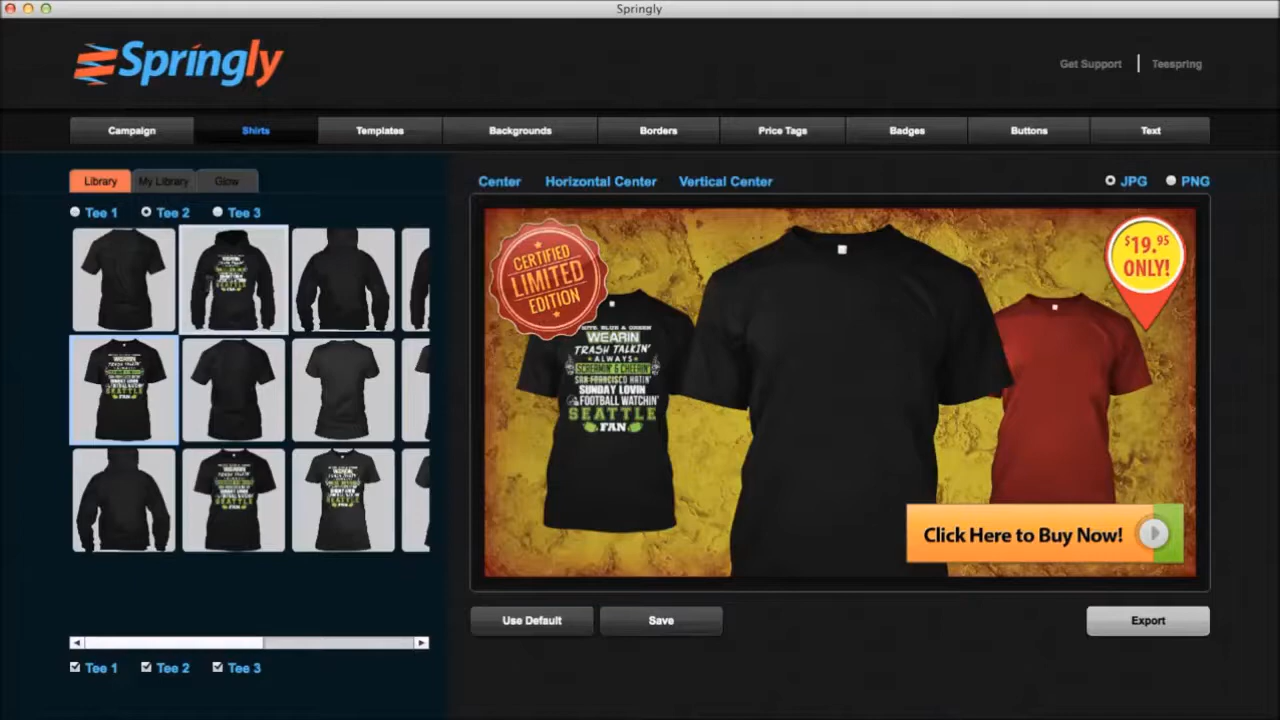 Springly
Springly
Get Support
Teespring
Campaign
Shirts
Templates
Backgrounds
Borders
Price Tags
Badges
Buttons
Text
Library
My Library
Glow
Center
Horizontal Center
Vertical Center
JPG
PNG
Tee 1
Tee 2
Tee 3
CERTIFIED
LIMITED
EDITION
$19.95
ONLY!
WEARIN
TRASH TALKIN'
ALWAYS
SCREAMIN' & CHEERIN'
SAN FRANCISCO HATIN'
SUNDAY LOVIN
FOOTBALL WATCHIN'
SEATTLE
FAN
Click Here to Buy Now!
Use Default
Save
Export
Tee 1
Tee 2
Tee 3